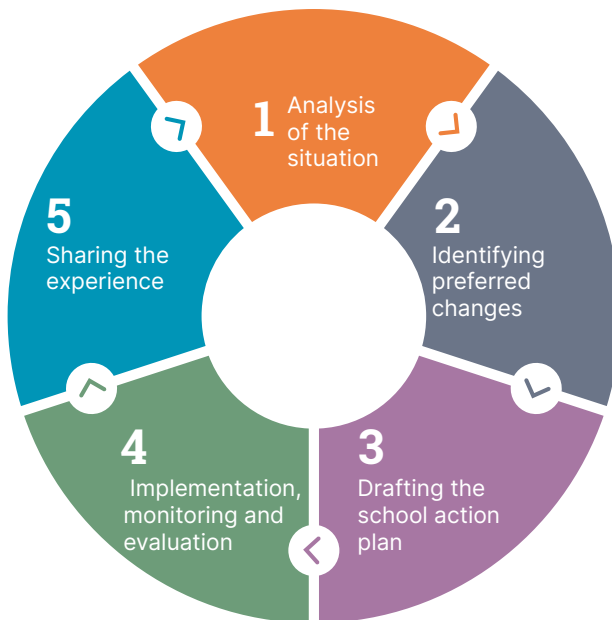 1
Analysis
of the
situation
2
Identifying
preferred
changes
3
Drafting the
school action
plan
4
Implementation,
monitoring and
evaluation
5
Sharing the
experience